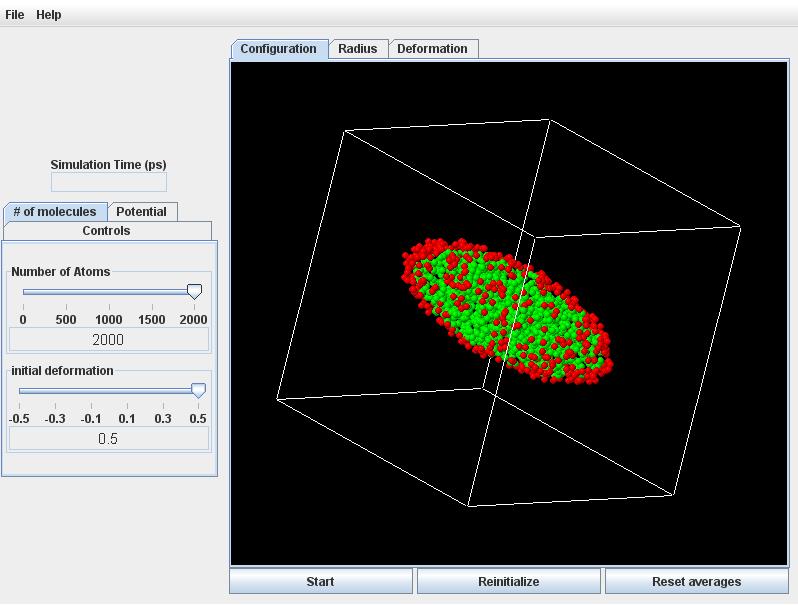 File Help
Configuration Radius Deformation
Simulation Time (ps)
# of molecules Potential
Controls
Number of Atoms
0 500 1000 1500 2000
2000
initial deformation
-0.5 -0.3 -0.1 0.1 0.3 0.5
0.5
Start Reinitialize Reset averages